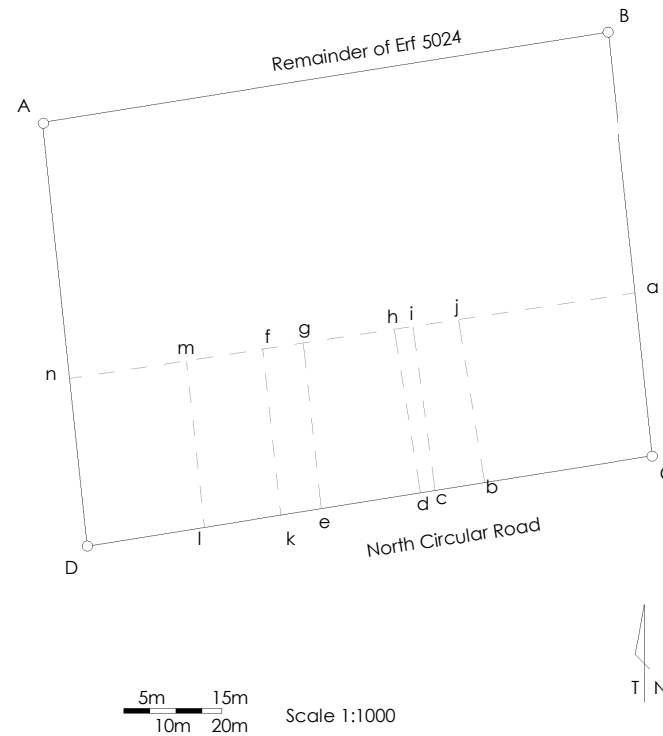 B
Remainder of Erf 5024
A
a
h i j
g
f
m
n
b
c
d
e
k
l
D
North Circular Road
T N
5m 15m
10m 20m
Scale 1:1000